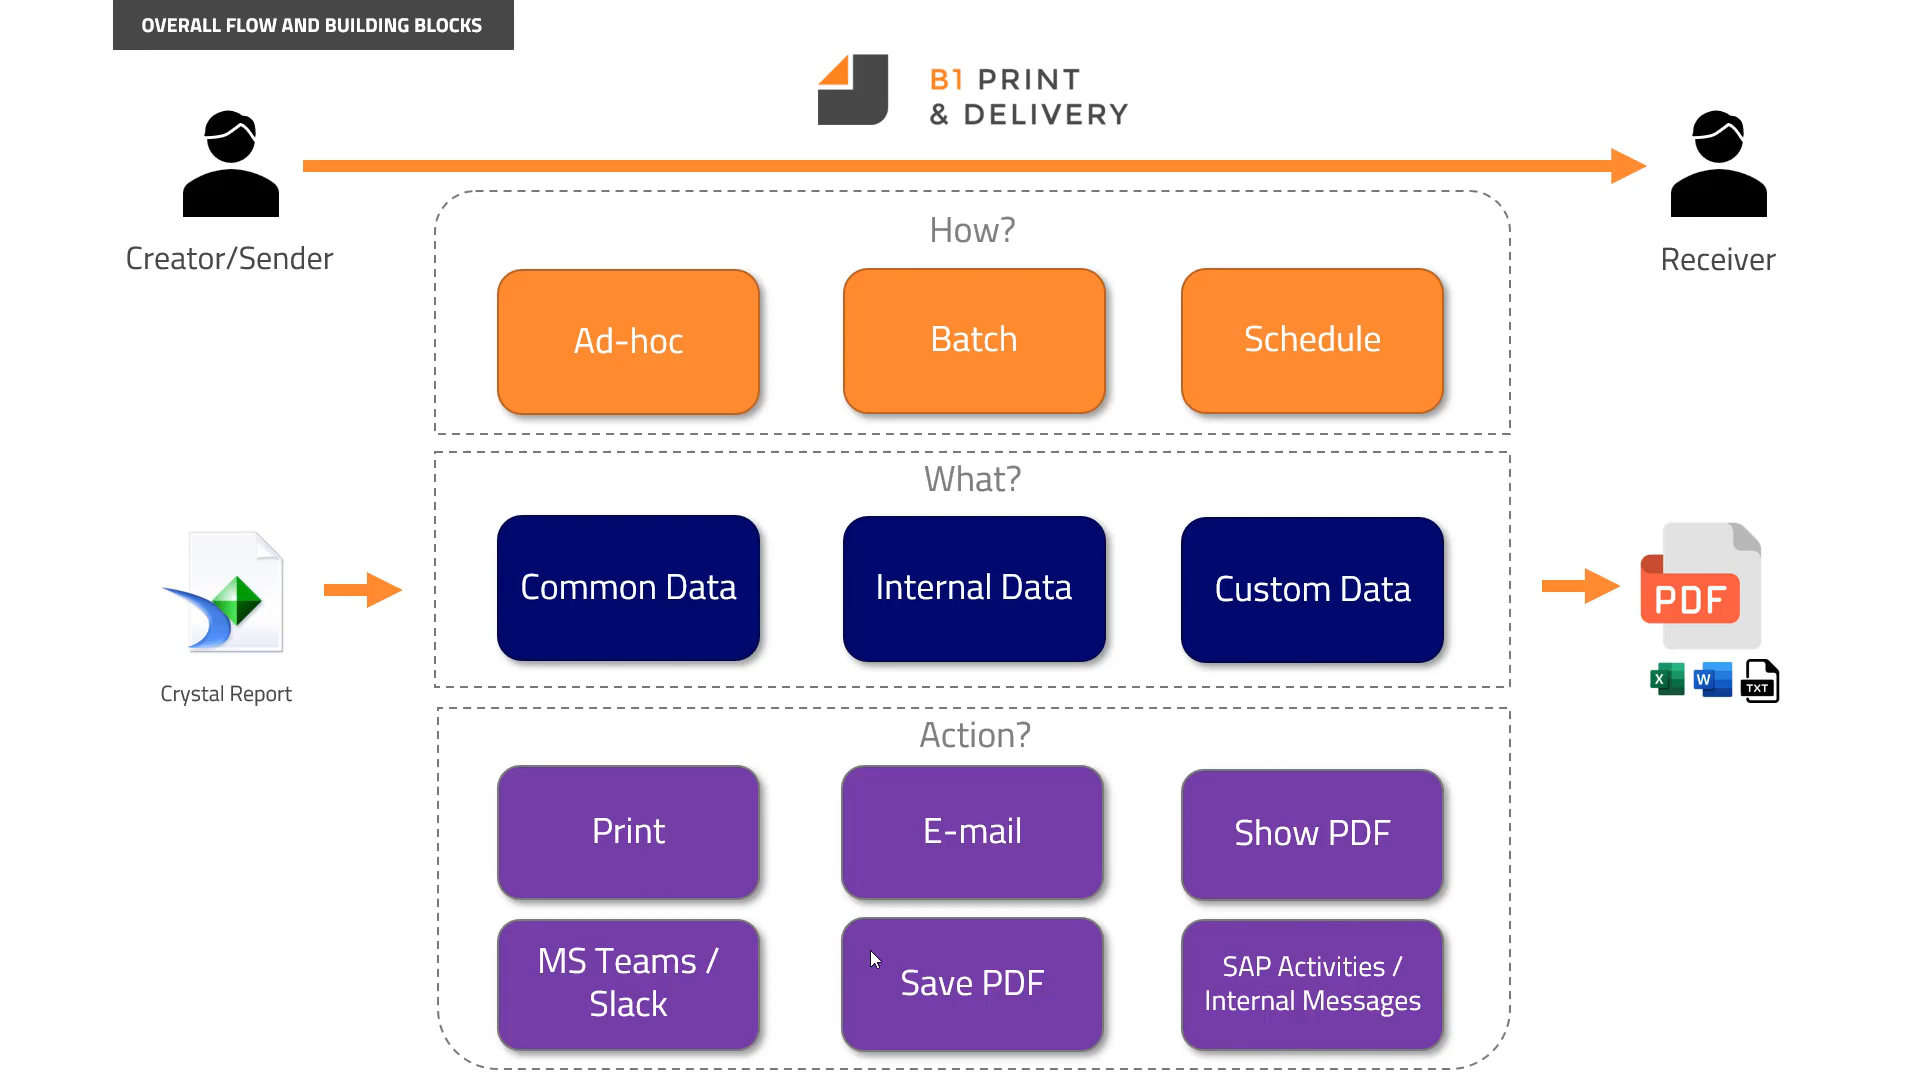 OVERALL FLOW AND BUILDING BLOCKS
B1 PRINT
& DELIVERY
Creator/Sender
Receiver
How?
Ad-hoc
Batch
Schedule
What?
Common Data
Internal Data
Custom Data
Crystal Report
PDF
X
W
TXT
Action?
Print
E-mail
Show PDF
MS Teams /
Slack
Save PDF
SAP Activities /
Internal Messages